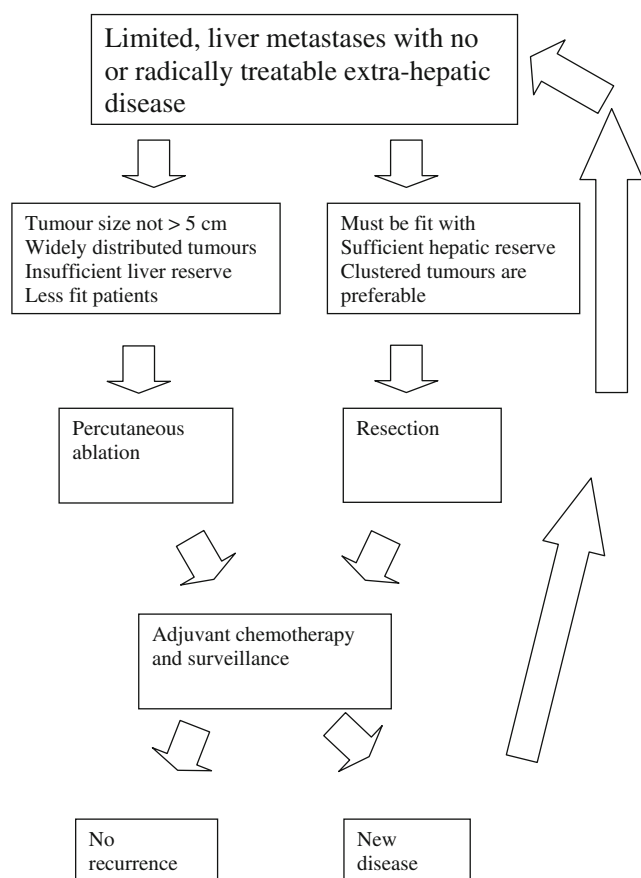 Limited, liver metastases with no
or radically treatable extra-hepatic
disease
Tumour size not > 5 cm
Widely distributed tumours
Insufficient liver reserve
Less fit patients
Must be fit with
Sufficient hepatic reserve
Clustered tumours are
preferable
Percutaneous
ablation
Resection
Adjuvant chemotherapy
and surveillance
No
recurrence
New
disease